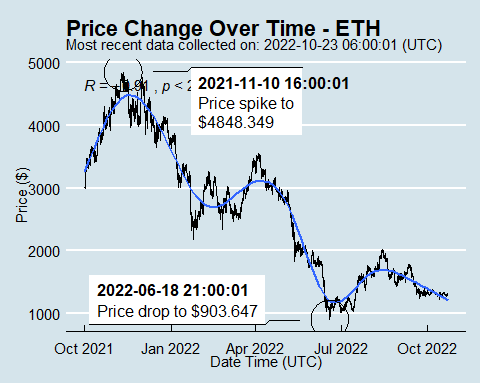 Price Change Over Time - ETH
Most recent data collected on: 2022-10-23 06:00:01 (UTC)
5000
R = , p < 2
2021-11-10 16:00:01
Price spike to
$4848.349
4000
3000
Price ($)
2000
2022-06-18 21:00:01
Price drop to $903.647
1000
Oct 2021 Jan 2022 Apr 2022 Jul 2022 Oct 2022
Date Time (UTC)